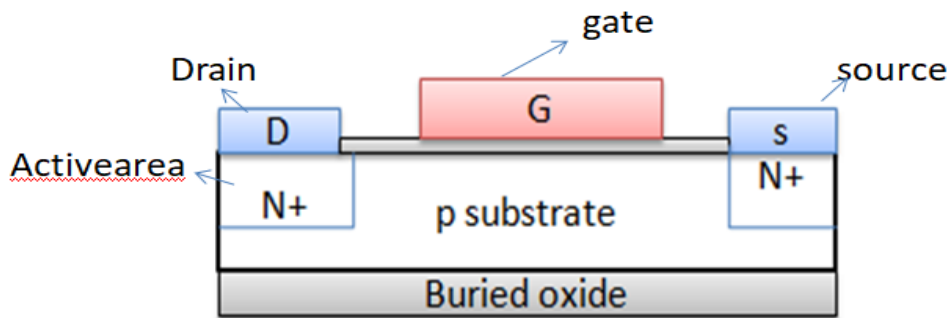 gate
Drain
source
G
D
s
Activearea
N+
N+
p substrate
Buried oxide